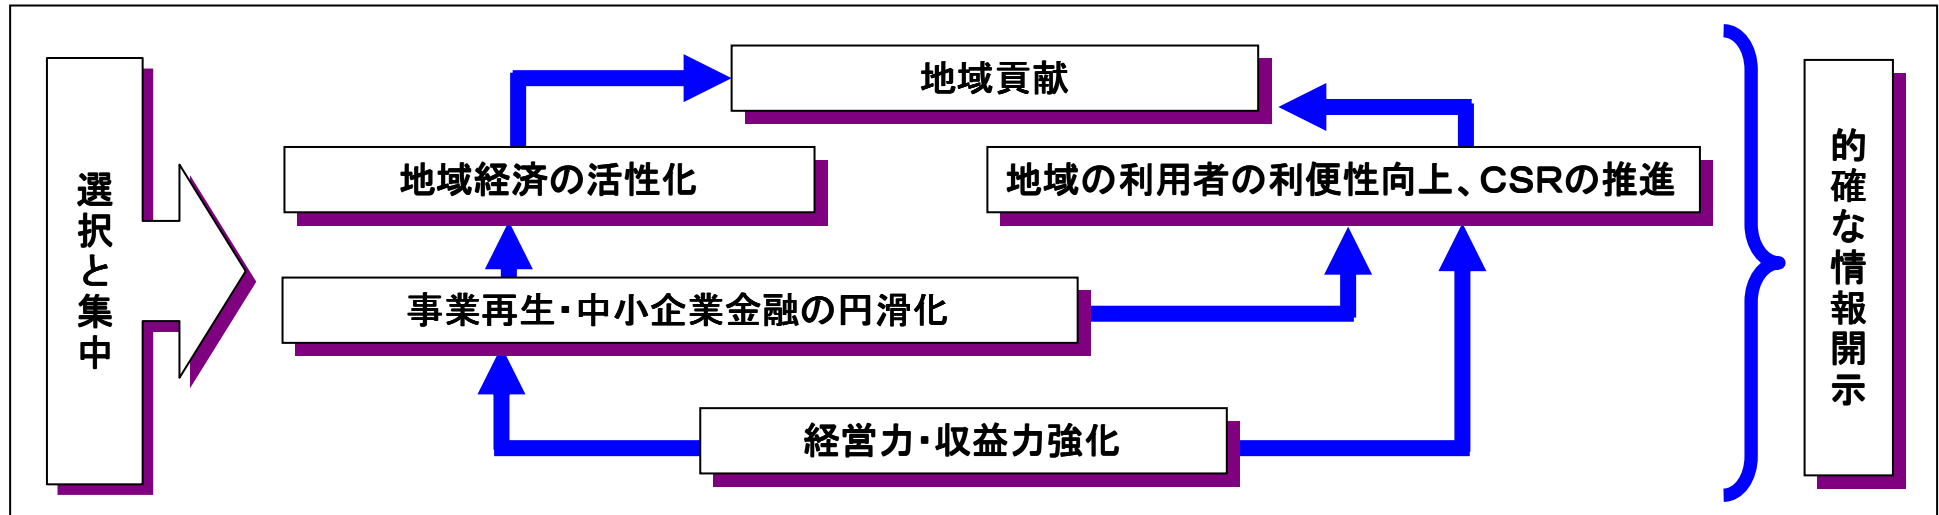 選択と集中
地域貢献
地域経済の活性化
地域の利用者の利便性向上、CSRの推進
事業再生・中小企業金融の円滑化
経営力・収益力強化
的確な情報開示